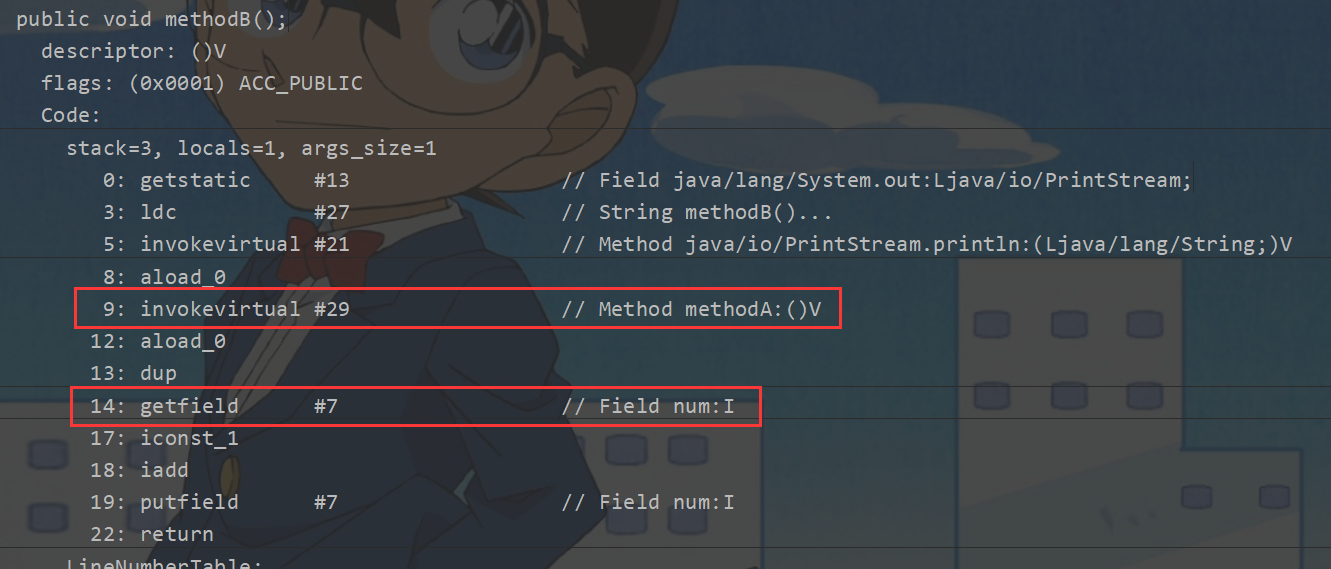 public void methodB();
descriptor: ()V
flags: (0x0001) ACC_PUBLIC
Code:
stack=3, locals=1, args_size=1
0: getstatic #13 // Field java/lang/System.out:Ljava/io/PrintStream;
3: ldc #27 // String methodB()...
5: invokevirtual #21 // Method java/io/PrintStream.println:(Ljava/lang/String;)V
8: aload_0
9: invokevirtual #29 // Method methodA:()V
12: aload_0
13: dup
14: getfield #7 // Field num:I
17: iconst_1
18: iadd
19: putfield #7 // Field num:I
22: return
LineNumberTable: